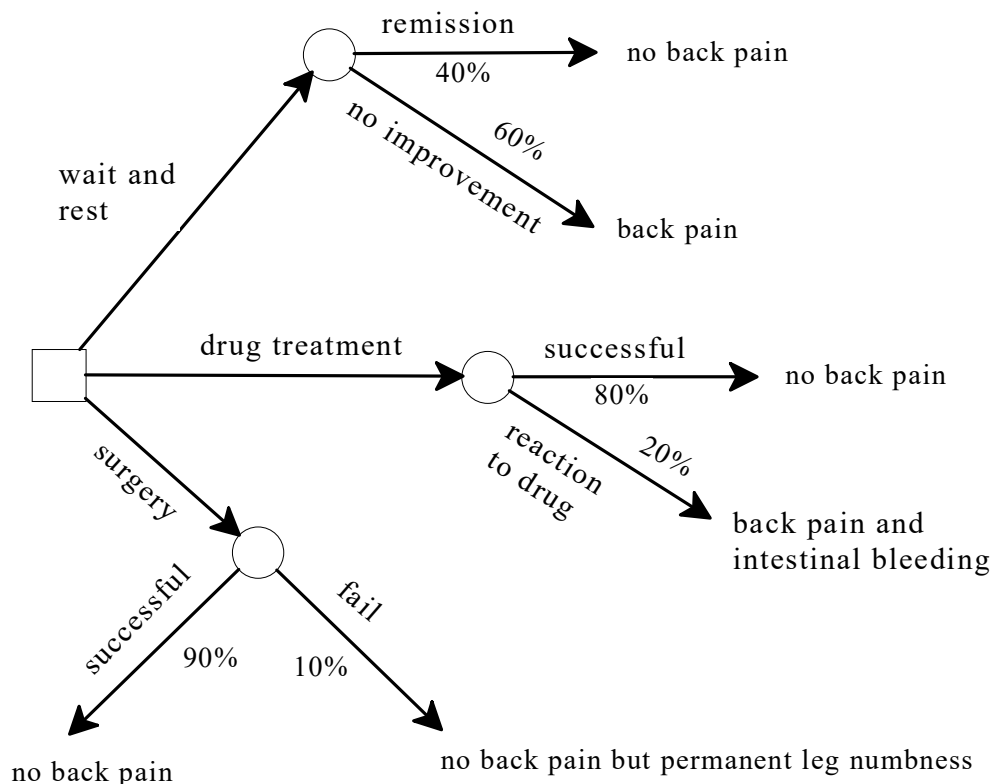 remission
no back pain
40%
60%
no improvement
wait and
rest
back pain
drug treatment
successful
no back pain
80%
reaction
to drug
20%
back pain and
intestinal bleeding
surgery
successful
90%
fail
10%
no back pain
no back pain but permanent leg numbness